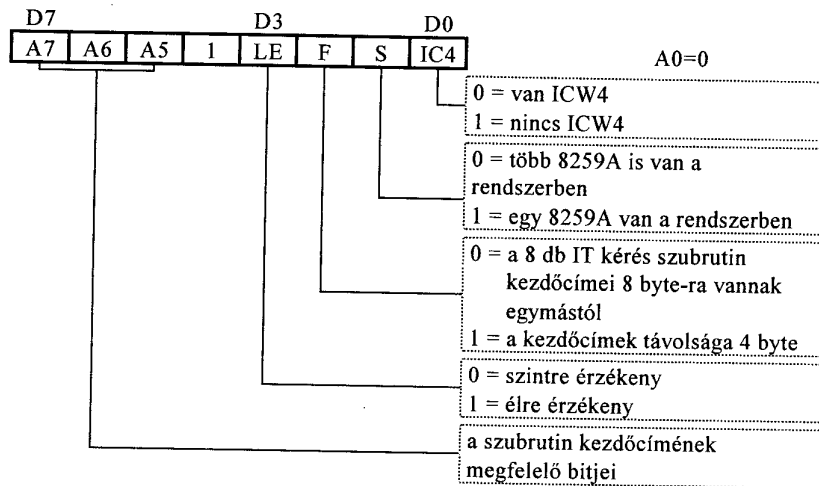 D7 D3 D0
A7 A6 A5 1 LE F S IC4
A0=0
0 = van ICW4
1 = nincs ICW4
0 = több 8259A is van a
rendszerben
1 = egy 8259A van a rendszerben
0 = a 8 db IT kérés szubrutin
kezdőcímei 8 byte-ra vannak
egymástól
1 = a kezdőcímek távolsága 4 byte
0 = szintre érzékeny
1 = élre érzékeny
a szubrutin kezdőcímének
megfelelő bitjei